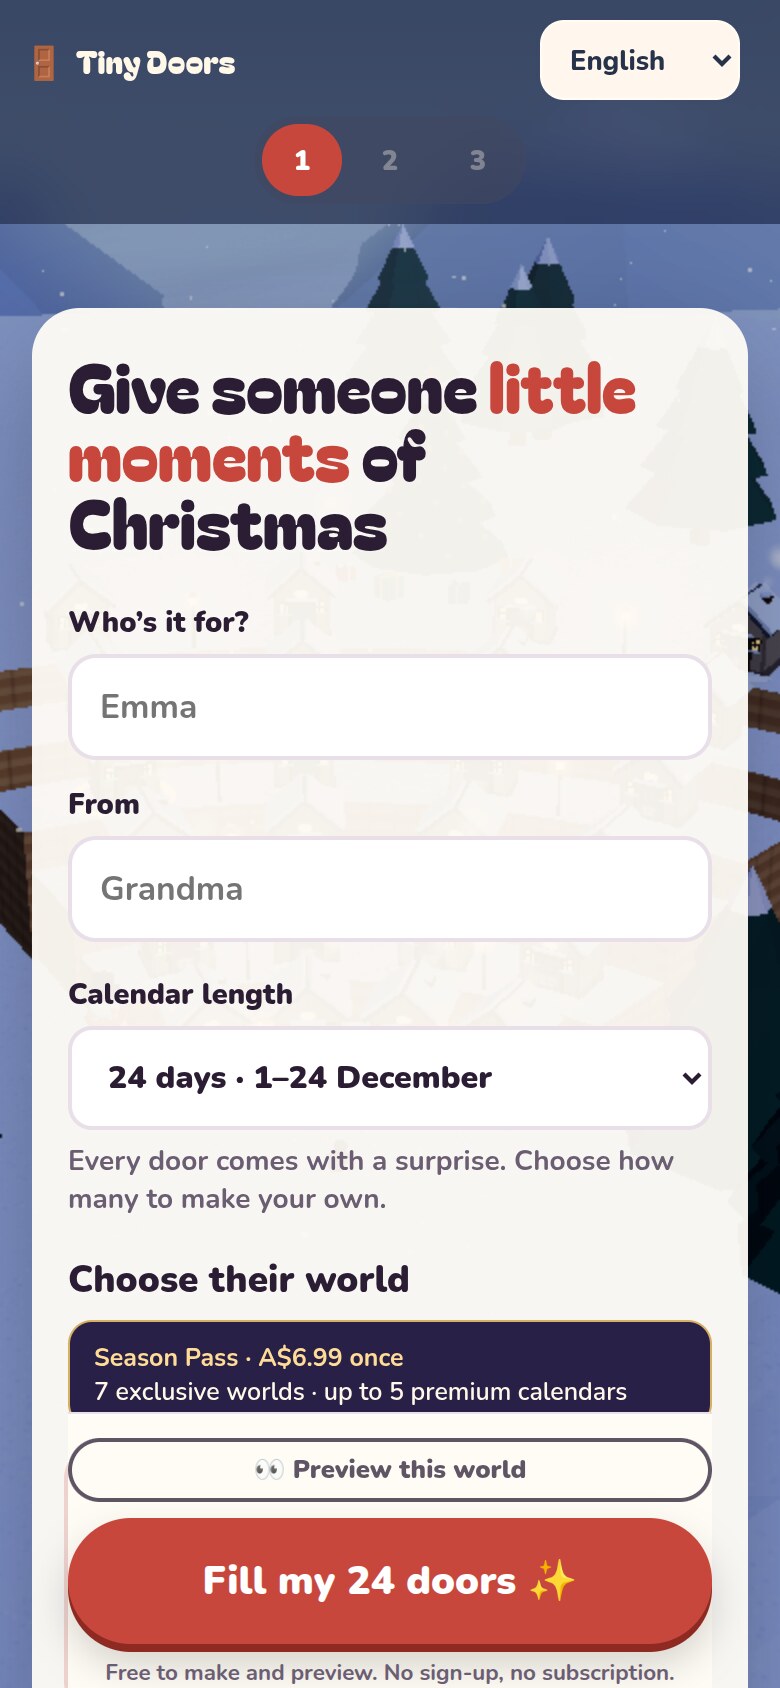 Tiny Doors
English
1 2 3
Give someone little
moments of
Christmas
Who’s it for?
Emma
From
Grandma
Calendar length
24 days · 1–24 December
Every door comes with a surprise. Choose how
many to make your own.
Choose their world
Season Pass · A$6.99 once
7 exclusive worlds · up to 5 premium calendars
👀 Preview this world
Fill my 24 doors ✨
Free to make and preview. No sign-up, no subscription.